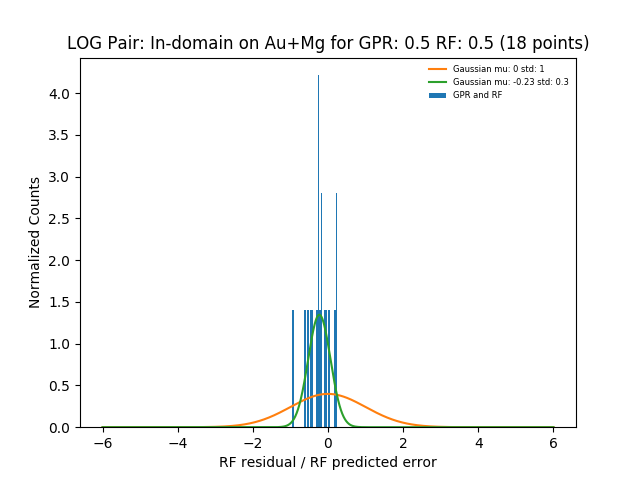 LOG Pair: In-domain on Au+Mg for GPR: 0.5 RF: 0.5 (18 points)
Gaussian mu: 0 std: 1
Gaussian mu: -0.23 std: 0.3
GPR and RF
Normalized Counts
4.0
3.5
3.0
2.5
2.0
1.5
1.0
0.5
0.0
−6 −4 −2 0 2 4 6
RF residual / RF predicted error